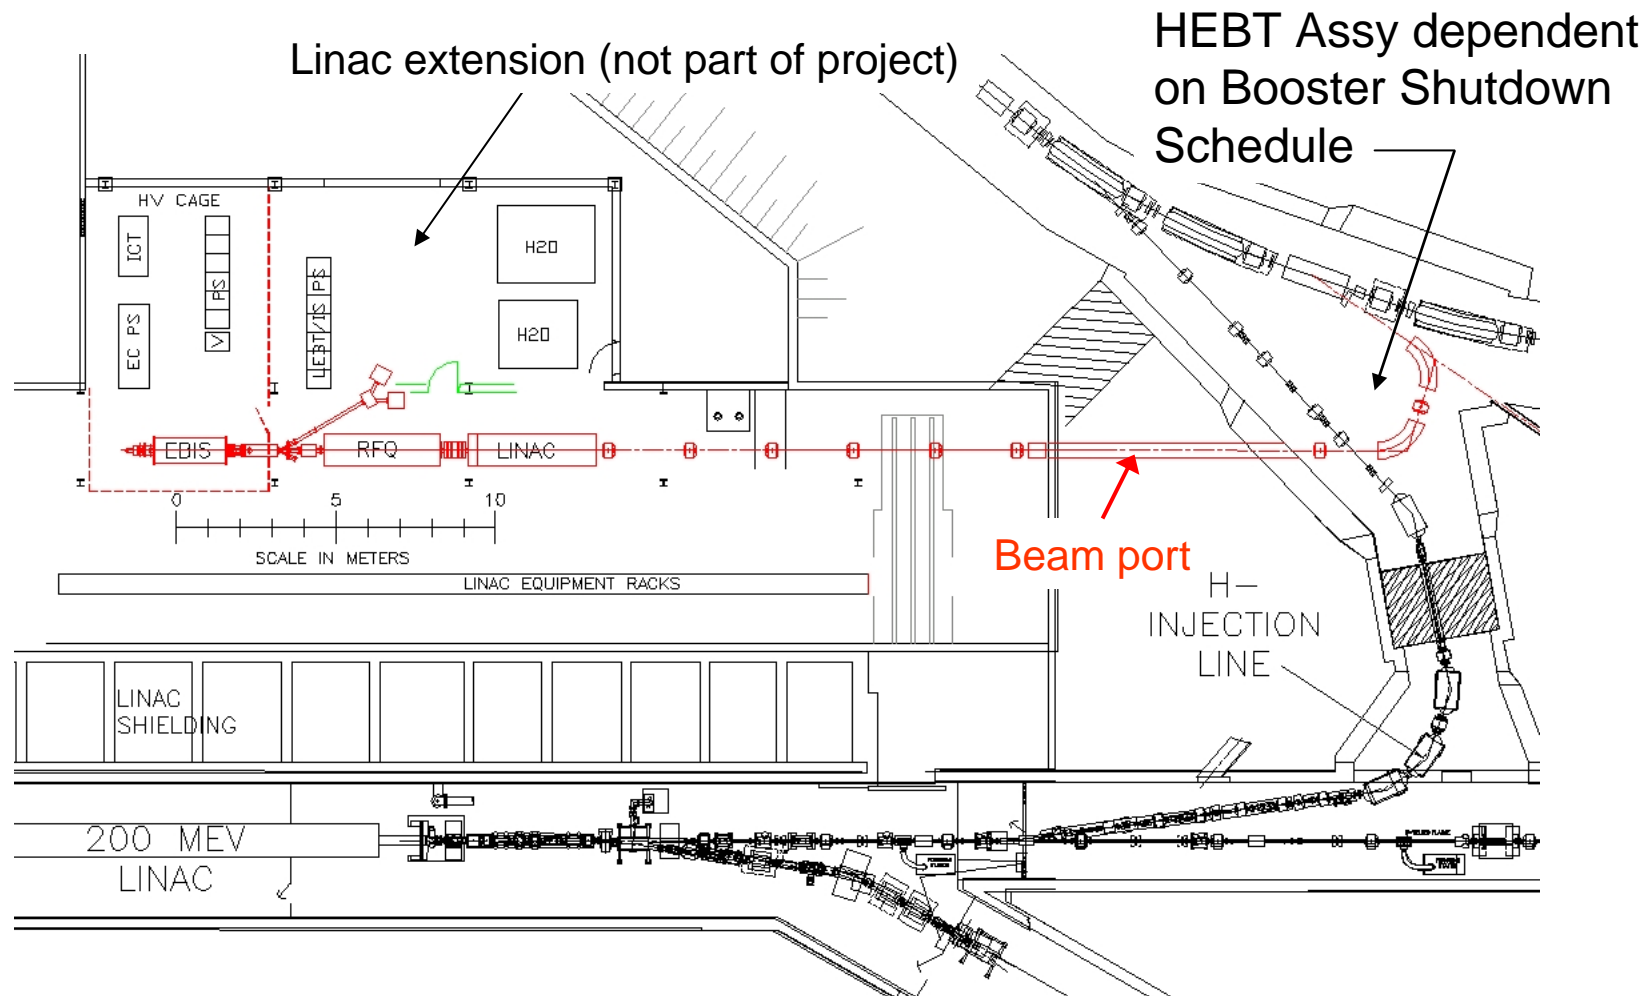 HEBT Assy dependent
on Booster Shutdown
Schedule
Linac extension (not part of project)
HV CAGE
ICT
PS
V
EC PS
LEBT/IS PS
H2O
H2O
EBIS
RFQ
LINAC
0 5 10
SCALE IN METERS
Beam port
LINAC EQUIPMENT RACKS
H-
INJECTION
LINE
LINAC
SHIELDING
200 MEV
LINAC